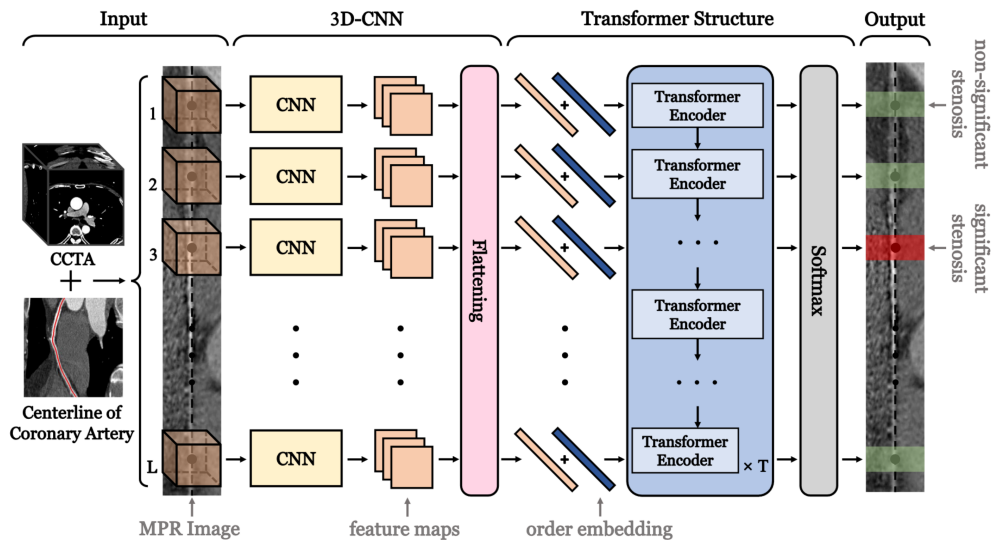 Input
3D-CNN
Transformer Structure
Output
1
2
3
L
CCTA
+
Centerline of
Coronary Artery
MPR Image
CNN
CNN
CNN
CNN
feature maps
Flattening
+
+
+
+
order embedding
Transformer
Encoder
Transformer
Encoder
Transformer
Encoder
Transformer
Encoder
× T
Softmax
non-significant
stenosis
significant
stenosis